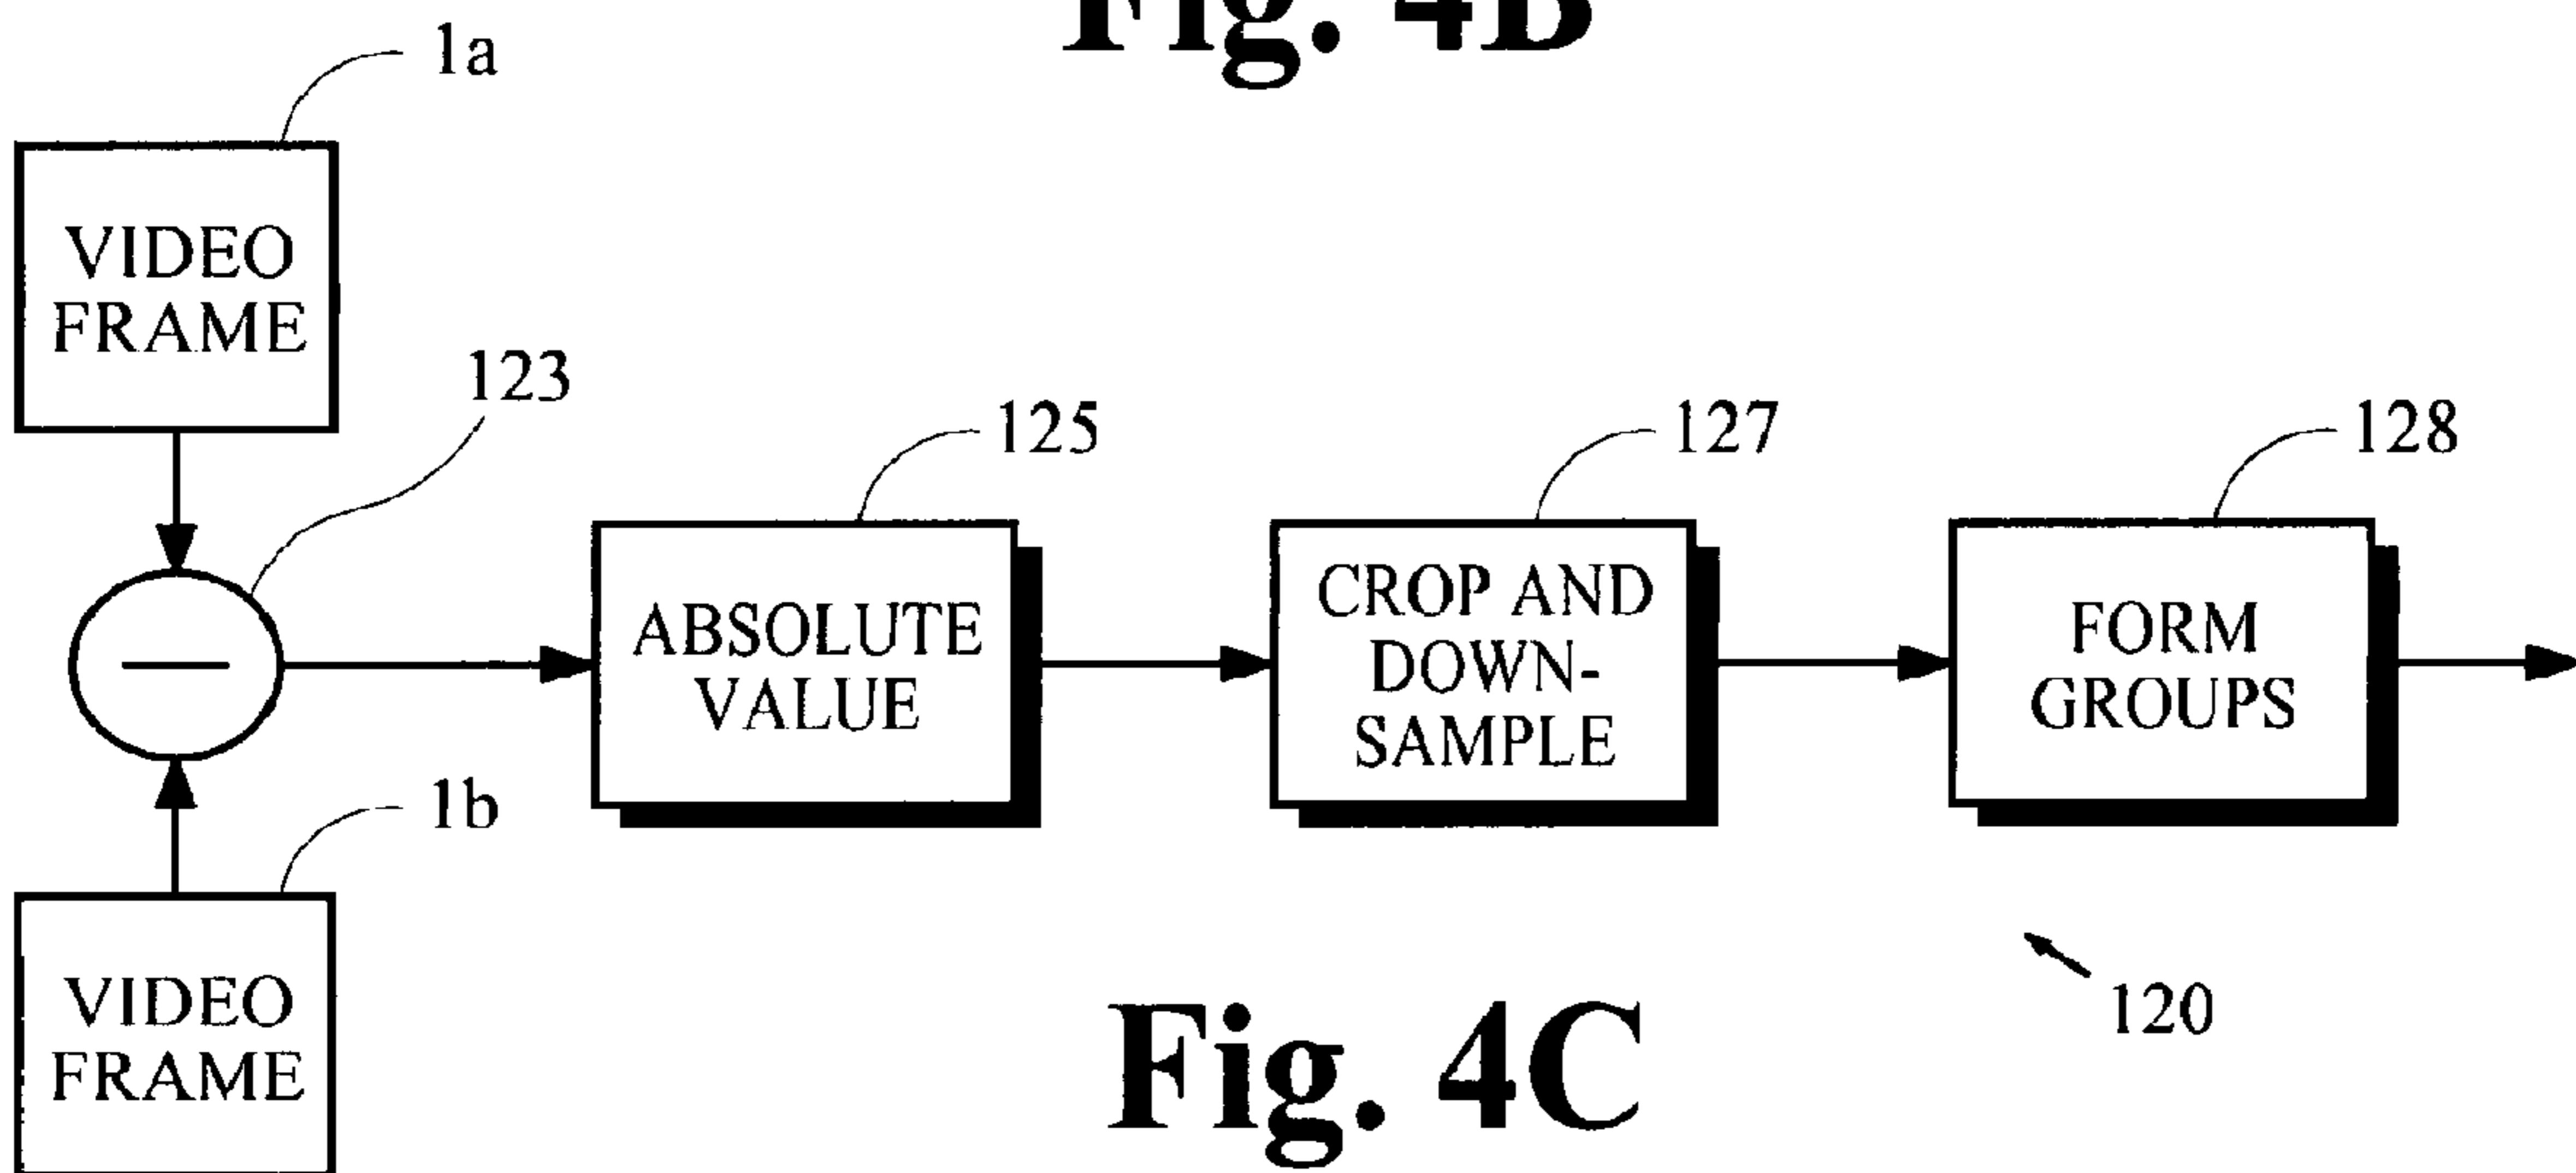 Fig. 4B
1a
VIDEO
FRAME
123
125
127
128
ABSOLUTE
VALUE
CROP AND
DOWN-
SAMPLE
FORM
GROUPS
1b
VIDEO
FRAME
120
Fig. 4C